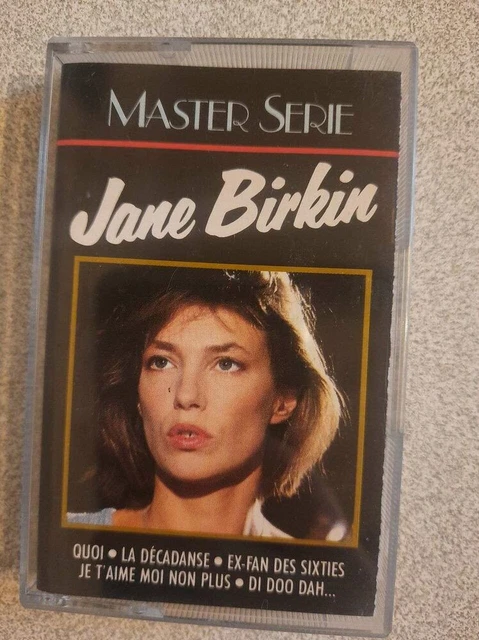 MASTER SERIE
Jane Birkin
QUOI • LA DÉCADANSE • EX-FAN DES SIXTIES
JE T'AIME MOI NON PLUS • DI DOO DAH...